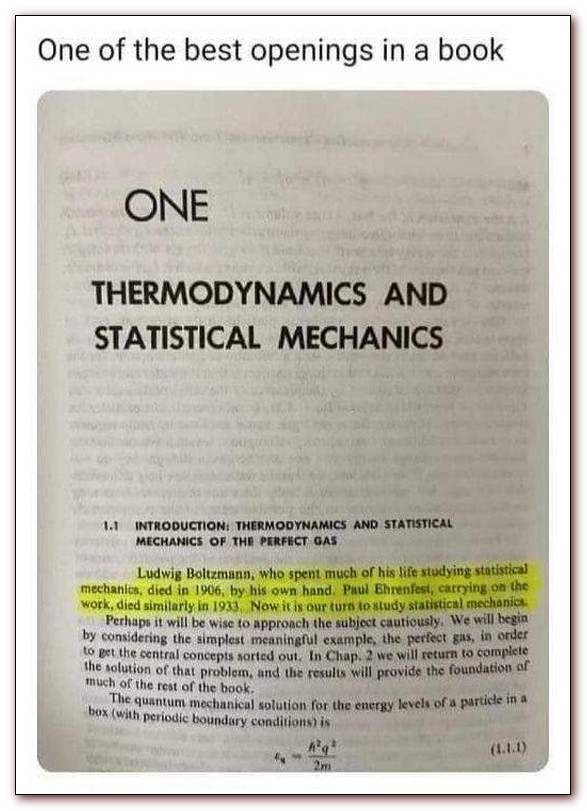 One of the best openings in a book
ONE
THERMODYNAMICS AND
STATISTICAL MECHANICS
1.1 INTRODUCTION: THERMODYNAMICS AND STATISTICAL
MECHANICS OF THE PERFECT GAS
Ludwig Boltzmann, who spent much of his life studying statistical
mechanics, died in 1906, by his own hand. Paul Ehrenfest, carrying on the
work, died similarly in 1933. Now it is our turn to study statistical mechanics.
Perhaps it will be wise to approach the subject cautiously. We will begin
by considering the simplest meaningful example, the perfect gas, in order
to get the central concepts sorted out. In Chap. 2 we will return to complete
the solution of that problem, and the results will provide the foundation of
much of the rest of the book.
The quantum mechanical solution for the energy levels of a particle in a
box (with periodic boundary conditions) is
ε_q = ħ²q²/2m (1.1.1)